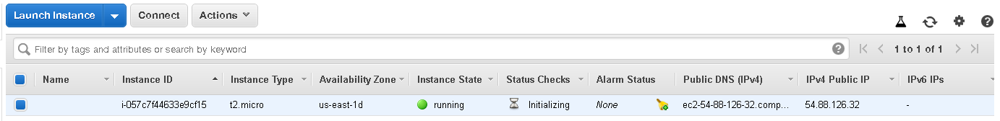 Launch Instance Connect Actions
Filter by tags and attributes or search by keyword 1 to 1 of 1
Name Instance ID Instance Type Availability Zone Instance State Status Checks Alarm Status Public DNS (IPv4) IPv4 Public IP IPv6 IPs
i-057c7f44633e9cf15 t2.micro us-east-1d running Initializing None ec2-54-88-126-32.comp... 54.88.126.32 -